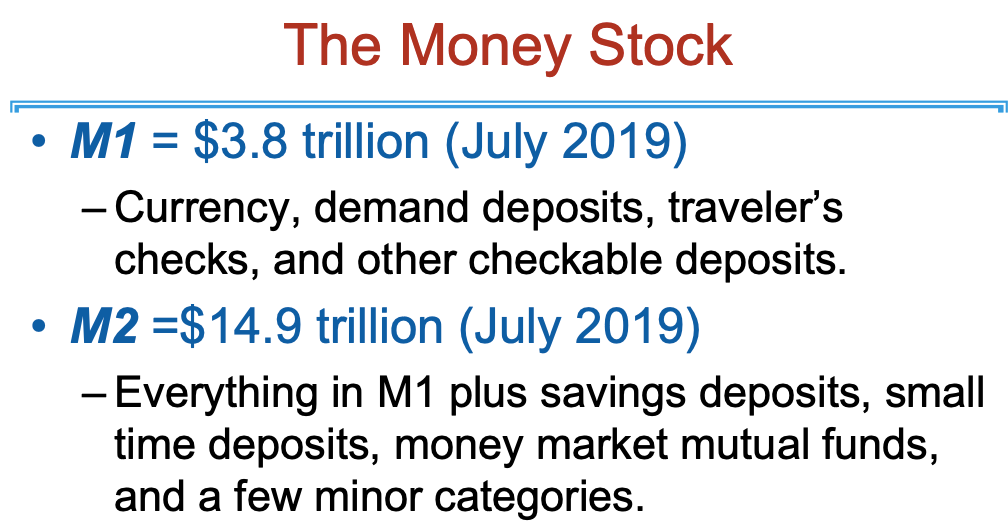 The Money Stock
• M1 = $3.8 trillion (July 2019)
– Currency, demand deposits, traveler’s
checks, and other checkable deposits.
• M2 =$14.9 trillion (July 2019)
– Everything in M1 plus savings deposits, small
time deposits, money market mutual funds,
and a few minor categories.